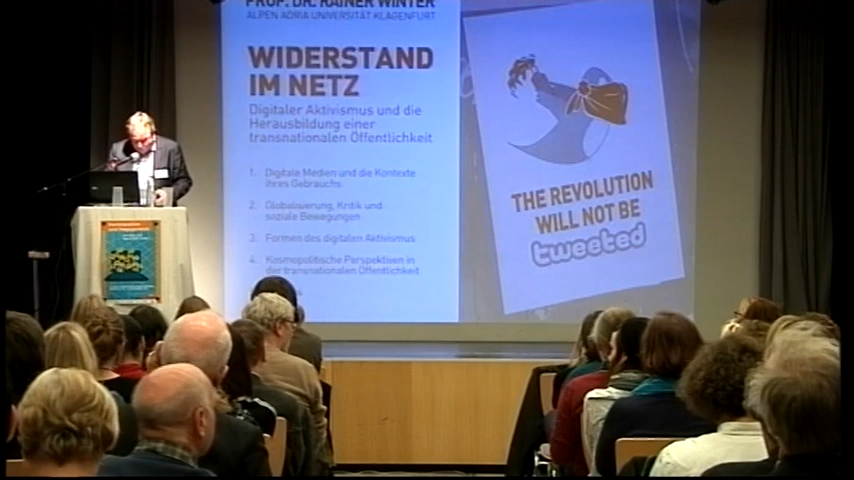 PROF. DR. RAINER WINTER
ALPEN ADRIA UNIVERSITÄT KLAGENFURT
WIDERSTAND
IM NETZ
Digitaler Aktivismus und die
Herausbildung einer
transnationalen Öffentlichkeit
1. Digitale Medien und die Kontexte
ihres Gebrauchs
2. Globalisierung, Kritik und
soziale Bewegungen
3. Formen des digitalen Aktivismus
4. Kosmopolitische Perspektiven in
der transnationalen Öffentlichkeit
THE REVOLUTION
WILL NOT BE
tweeted